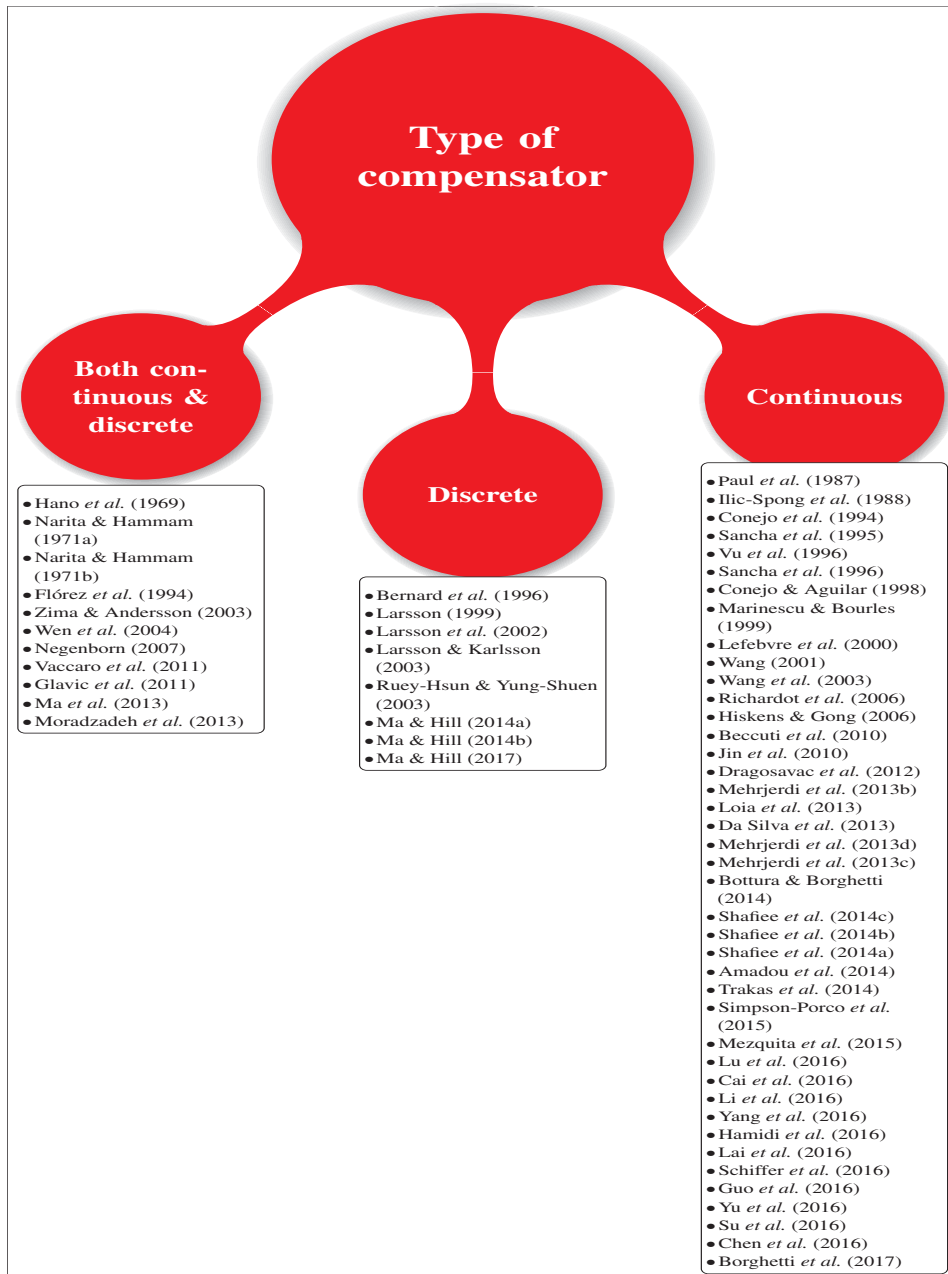 Type of
compensator
Both con-
tinuous &
discrete
• Hano et al. (1969)
• Narita & Hammam
(1971a)
• Narita & Hammam
(1971b)
• Flórez et al. (1994)
• Zima & Andersson (2003)
• Wen et al. (2004)
• Negenborn (2007)
• Vaccaro et al. (2011)
• Glavic et al. (2011)
• Ma et al. (2013)
• Moradzadeh et al. (2013)
Discrete
• Bernard et al. (1996)
• Larsson (1999)
• Larsson et al. (2002)
• Larsson & Karlsson
(2003)
• Ruey-Hsun & Yung-Shuen
(2003)
• Ma & Hill (2014a)
• Ma & Hill (2014b)
• Ma & Hill (2017)
Continuous
• Paul et al. (1987)
• Ilic-Spong et al. (1988)
• Conejo et al. (1994)
• Sancha et al. (1995)
• Vu et al. (1996)
• Sancha et al. (1996)
• Conejo & Aguilar (1998)
• Marinescu & Bourles
(1999)
• Lefebvre et al. (2000)
• Wang (2001)
• Wang et al. (2003)
• Richardot et al. (2006)
• Hiskens & Gong (2006)
• Beccuti et al. (2010)
• Jin et al. (2010)
• Dragosavac et al. (2012)
• Mehrjerdi et al. (2013b)
• Loia et al. (2013)
• Da Silva et al. (2013)
• Mehrjerdi et al. (2013d)
• Mehrjerdi et al. (2013c)
• Bottura & Borghetti
(2014)
• Shafiee et al. (2014c)
• Shafiee et al. (2014b)
• Shafiee et al. (2014a)
• Amadou et al. (2014)
• Trakas et al. (2014)
• Simpson-Porco et al.
(2015)
• Mezquita et al. (2015)
• Lu et al. (2016)
• Cai et al. (2016)
• Li et al. (2016)
• Yang et al. (2016)
• Hamidi et al. (2016)
• Lai et al. (2016)
• Schiffer et al. (2016)
• Guo et al. (2016)
• Yu et al. (2016)
• Su et al. (2016)
• Chen et al. (2016)
• Borghetti et al. (2017)